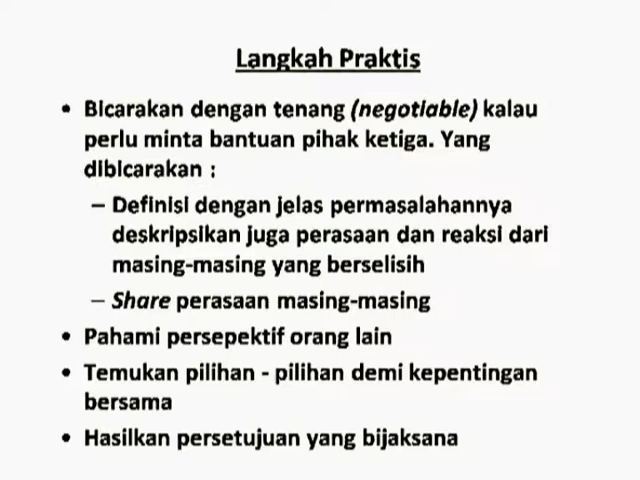 Langkah Praktis
• Bicarakan dengan tenang (negotiable) kalau
perlu minta bantuan pihak ketiga. Yang
dibicarakan :
– Definisi dengan jelas permasalahannya
deskripsikan juga perasaan dan reaksi dari
masing-masing yang berselisih
– Share perasaan masing-masing
• Pahami persepektif orang lain
• Temukan pilihan - pilihan demi kepentingan
bersama
• Hasilkan persetujuan yang bijaksana